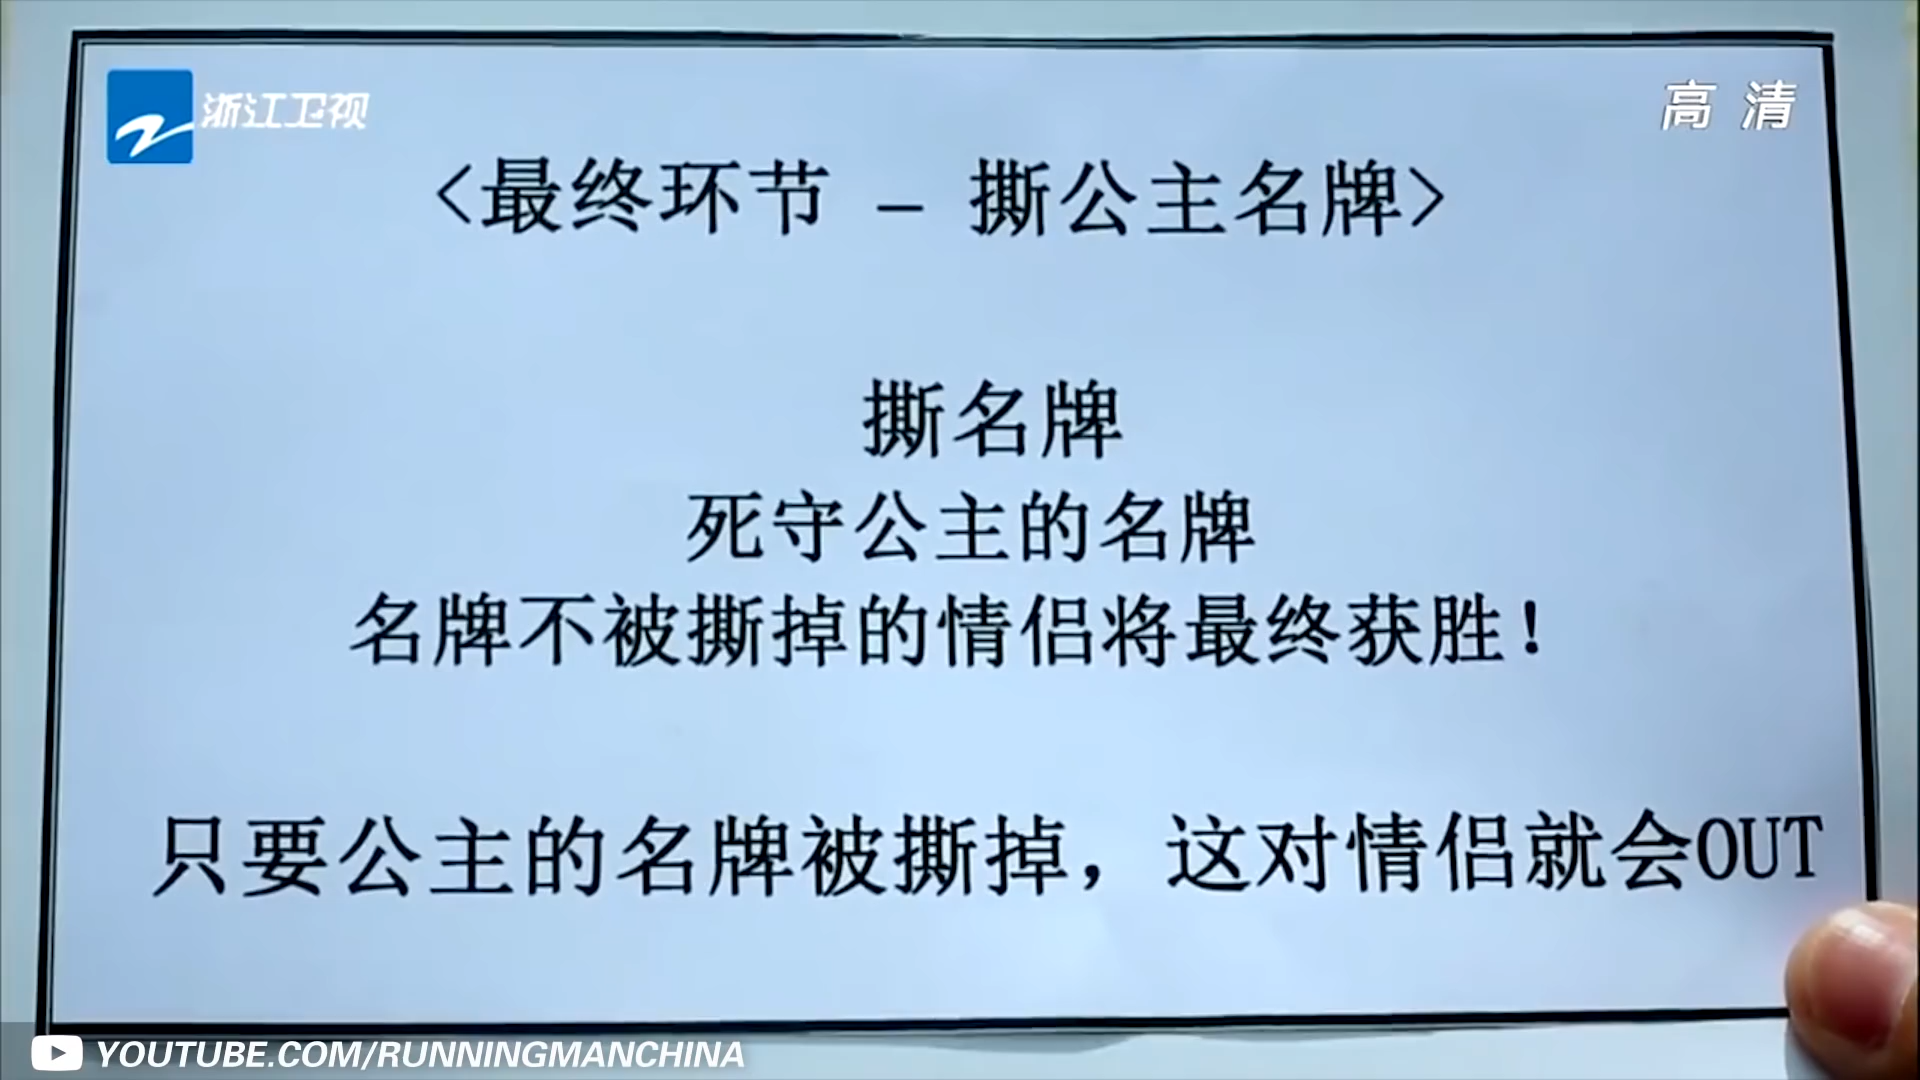 浙江卫视
高清
<最终环节 - 撕公主名牌>
撕名牌
死守公主的名牌
名牌不被撕掉的情侣将最终获胜！
只要公主的名牌被撕掉，这对情侣就会OUT
YOUTUBE.COM/RUNNINGMANCHINA